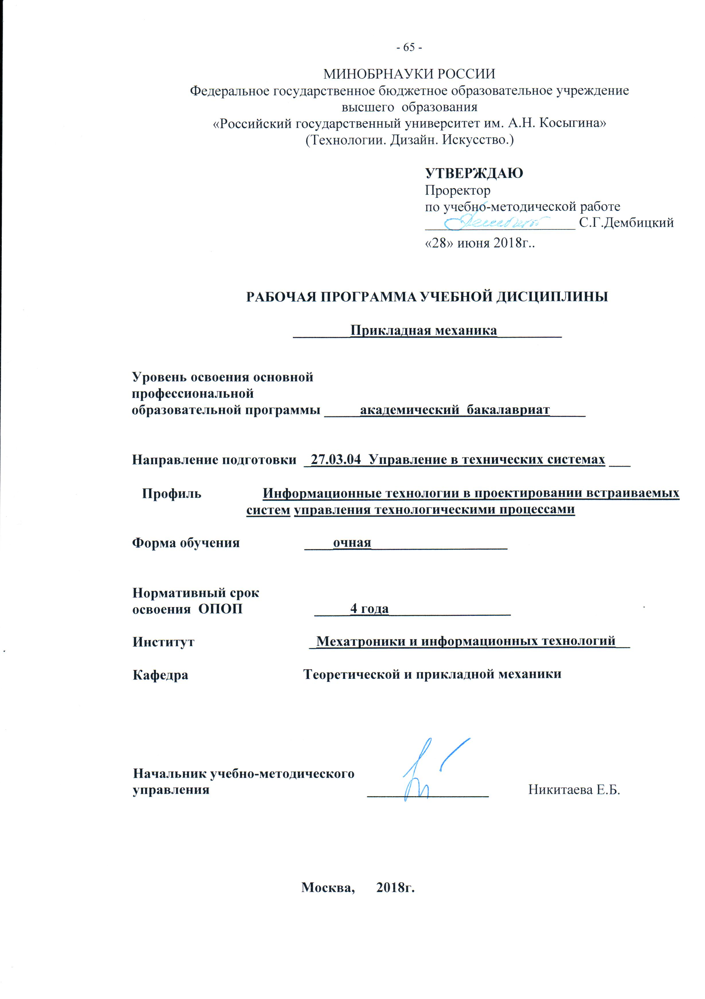 - 65 -
МИНОБРНАУКИ РОССИИ
Федеральное государственное бюджетное образовательное учреждение
высшего образования
«Российский государственный университет им. А.Н. Косыгина»
(Технологии. Дизайн. Искусство.)
УТВЕРЖДАЮ
Проректор
по учебно-методической работе
С.Г.Дембицкий
«28» июня 2018г..
РАБОЧАЯ ПРОГРАММА УЧЕБНОЙ ДИСЦИПЛИНЫ
Прикладная механика
Уровень освоения основной
профессиональной
образовательной программы академический бакалавриат
Направление подготовки 27.03.04 Управление в технических системах
Профиль Информационные технологии в проектировании встраиваемых
систем управления технологическими процессами
Форма обучения очная
Нормативный срок
освоения ОПОП 4 года
Институт Мехатроники и информационных технологий
Кафедра Теоретической и прикладной механики
Начальник учебно-методического
управления Никитаева Е.Б.
Москва, 2018г.